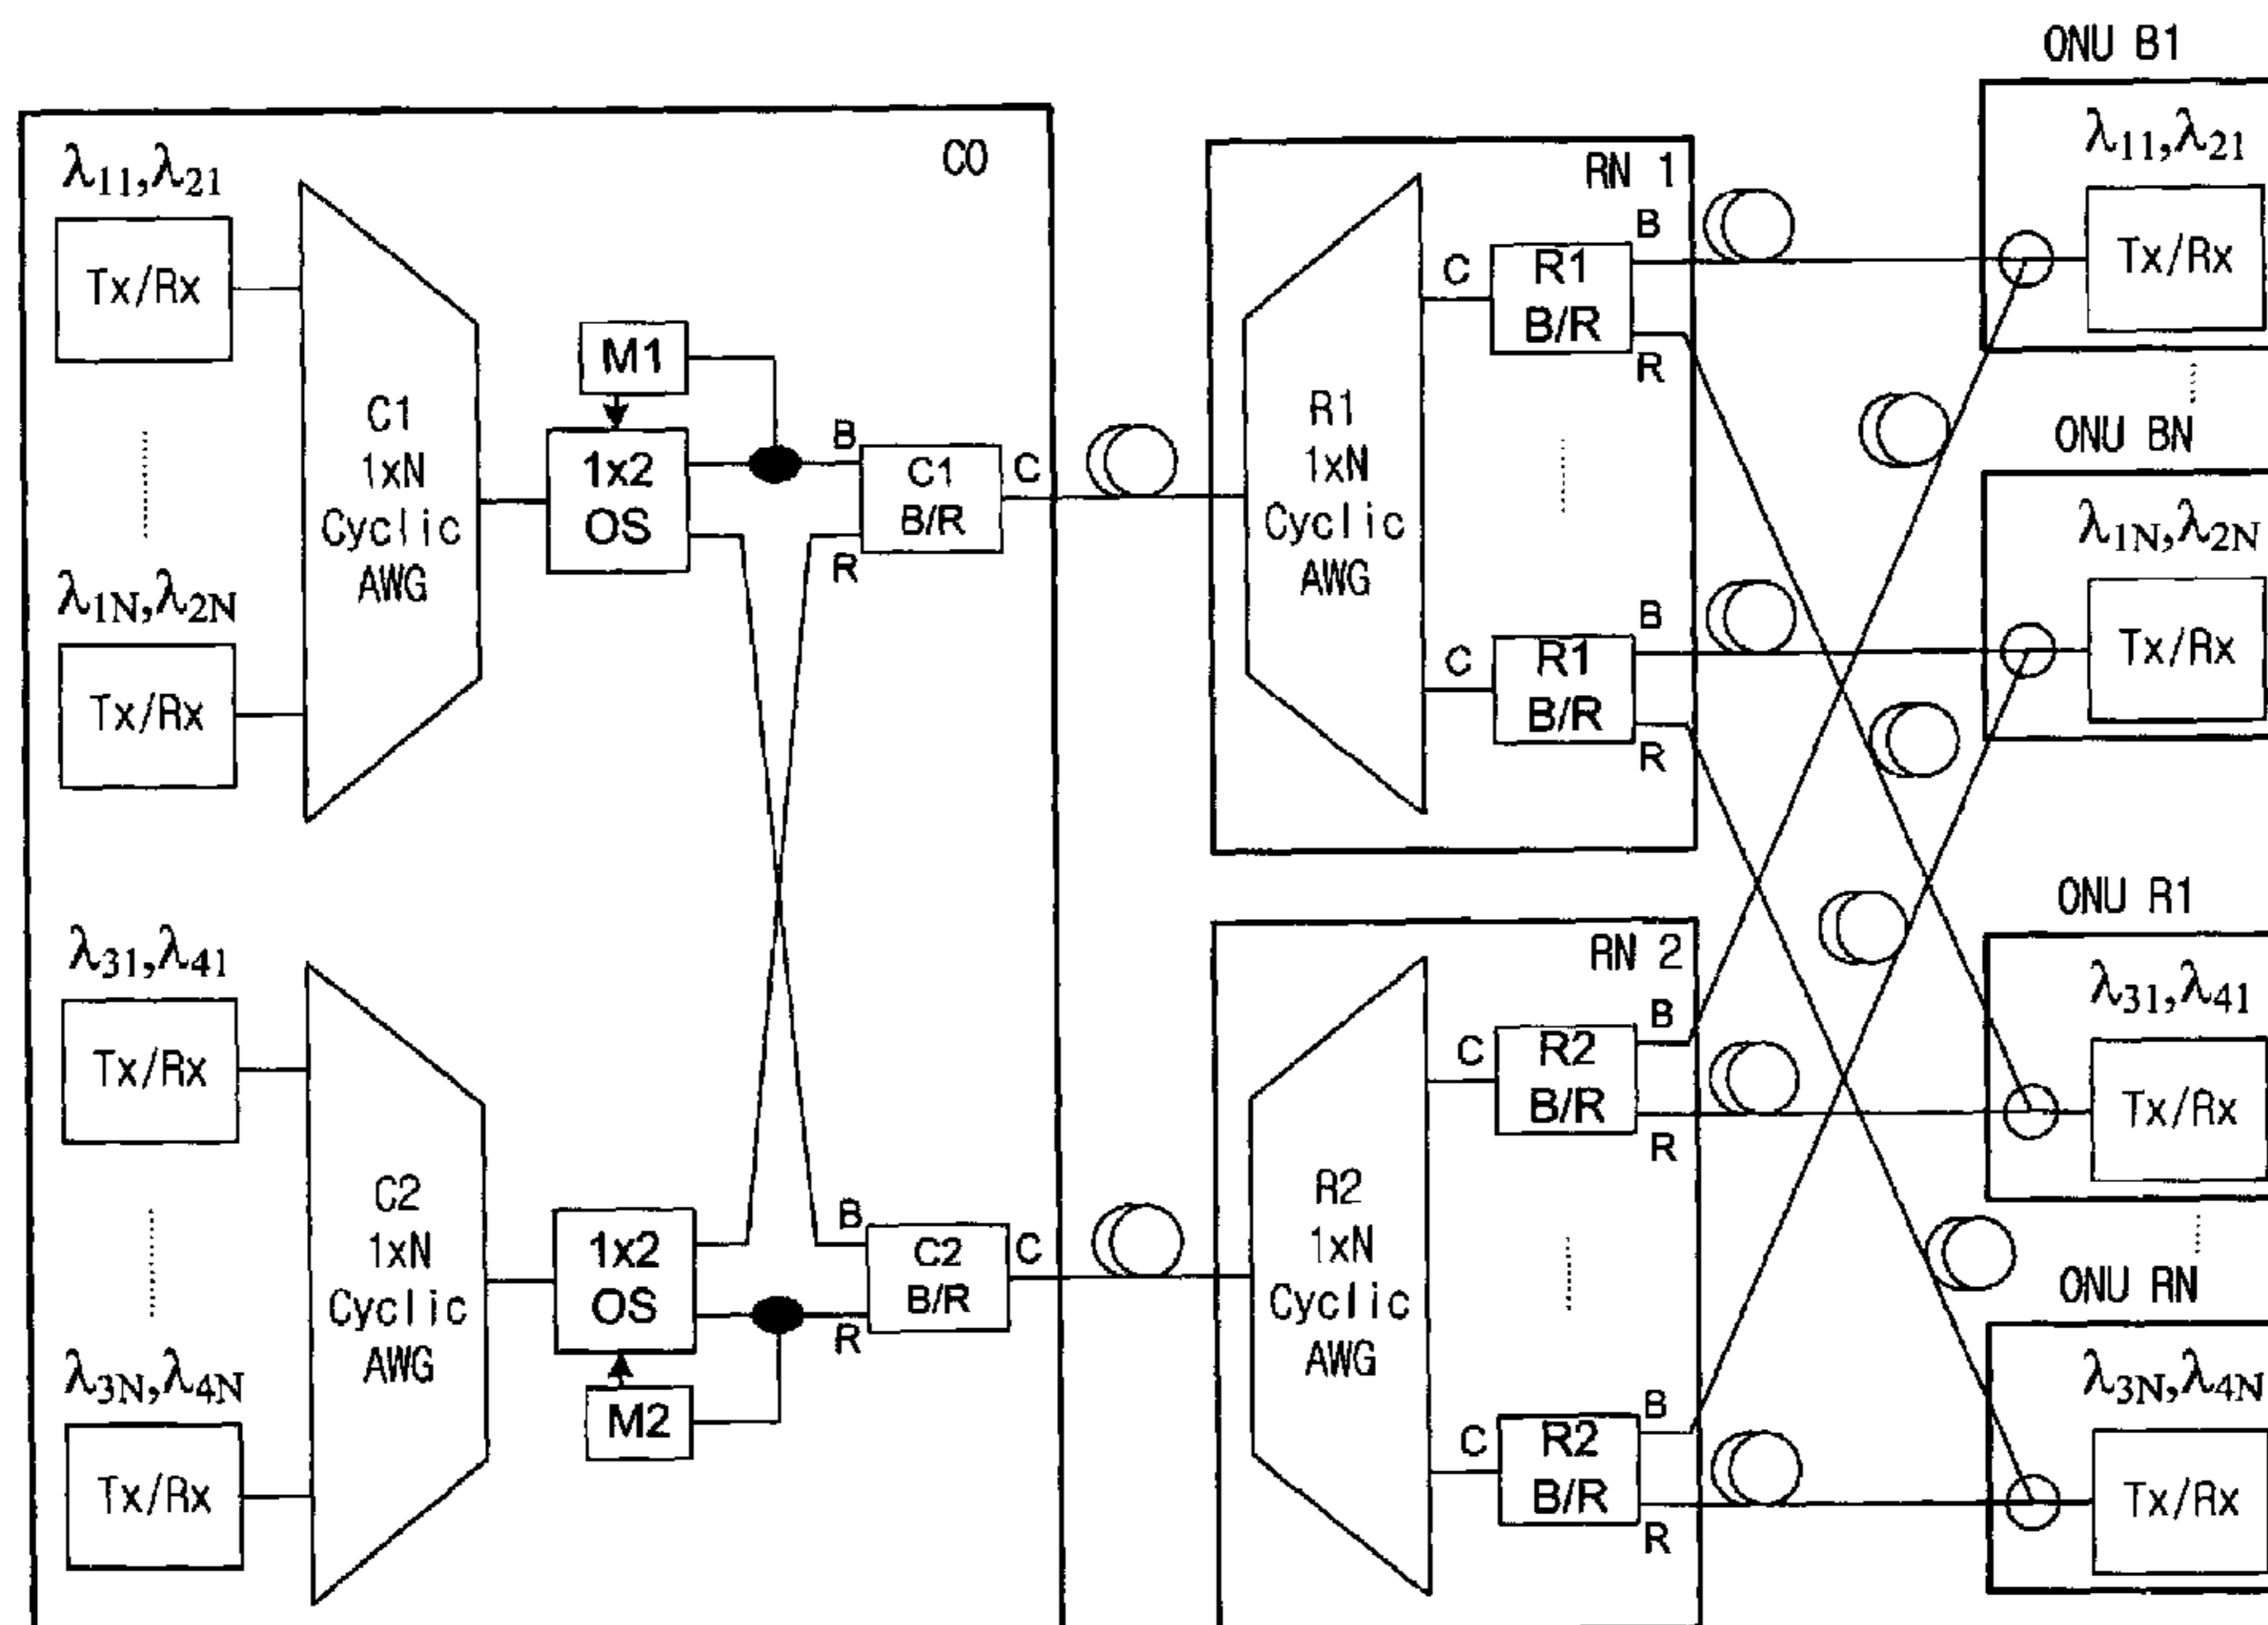 ONU B1
CO
λ11,λ21
Tx/Rx
C1
1xN
Cyclic
AWG
λ1N,λ2N
Tx/Rx
M1
1x2
OS
B
C1
B/R
C
R
RN 1
R1
1xN
Cyclic
AWG
C
R1
B/R
B
R
C
R1
B/R
B
R
λ11,λ21
Tx/Rx
ONU BN
λ1N,λ2N
Tx/Rx
λ31,λ41
Tx/Rx
C2
1xN
Cyclic
AWG
λ3N,λ4N
Tx/Rx
1x2
OS
M2
B
C2
B/R
C
R
RN 2
R2
1xN
Cyclic
AWG
C
R2
B/R
B
R
C
R2
B/R
B
R
ONU R1
λ31,λ41
Tx/Rx
ONU RN
λ3N,λ4N
Tx/Rx